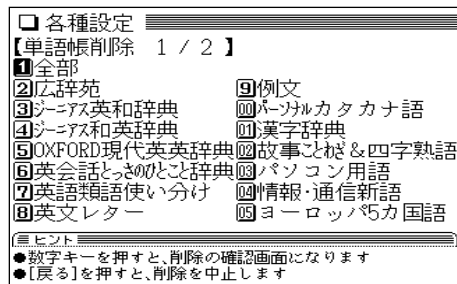 各種設定
【単語帳削除 1/2】
1全部
2広辞苑 9例文
3ジーニアス英和辞典 00パーソナルカタカナ語
4ジーニアス和英辞典 01漢字辞典
5OXFORD現代英英辞典 02故事ことわざ&四字熟語
6英会話とっさのひとこと辞典 03パソコン用語
7英語類語使い分け 04情報・通信新語
8英文レター 05ヨーロッパ5カ国語
ヒント
●数字キーを押すと、削除の確認画面になります
●[戻る]を押すと、削除を中止します